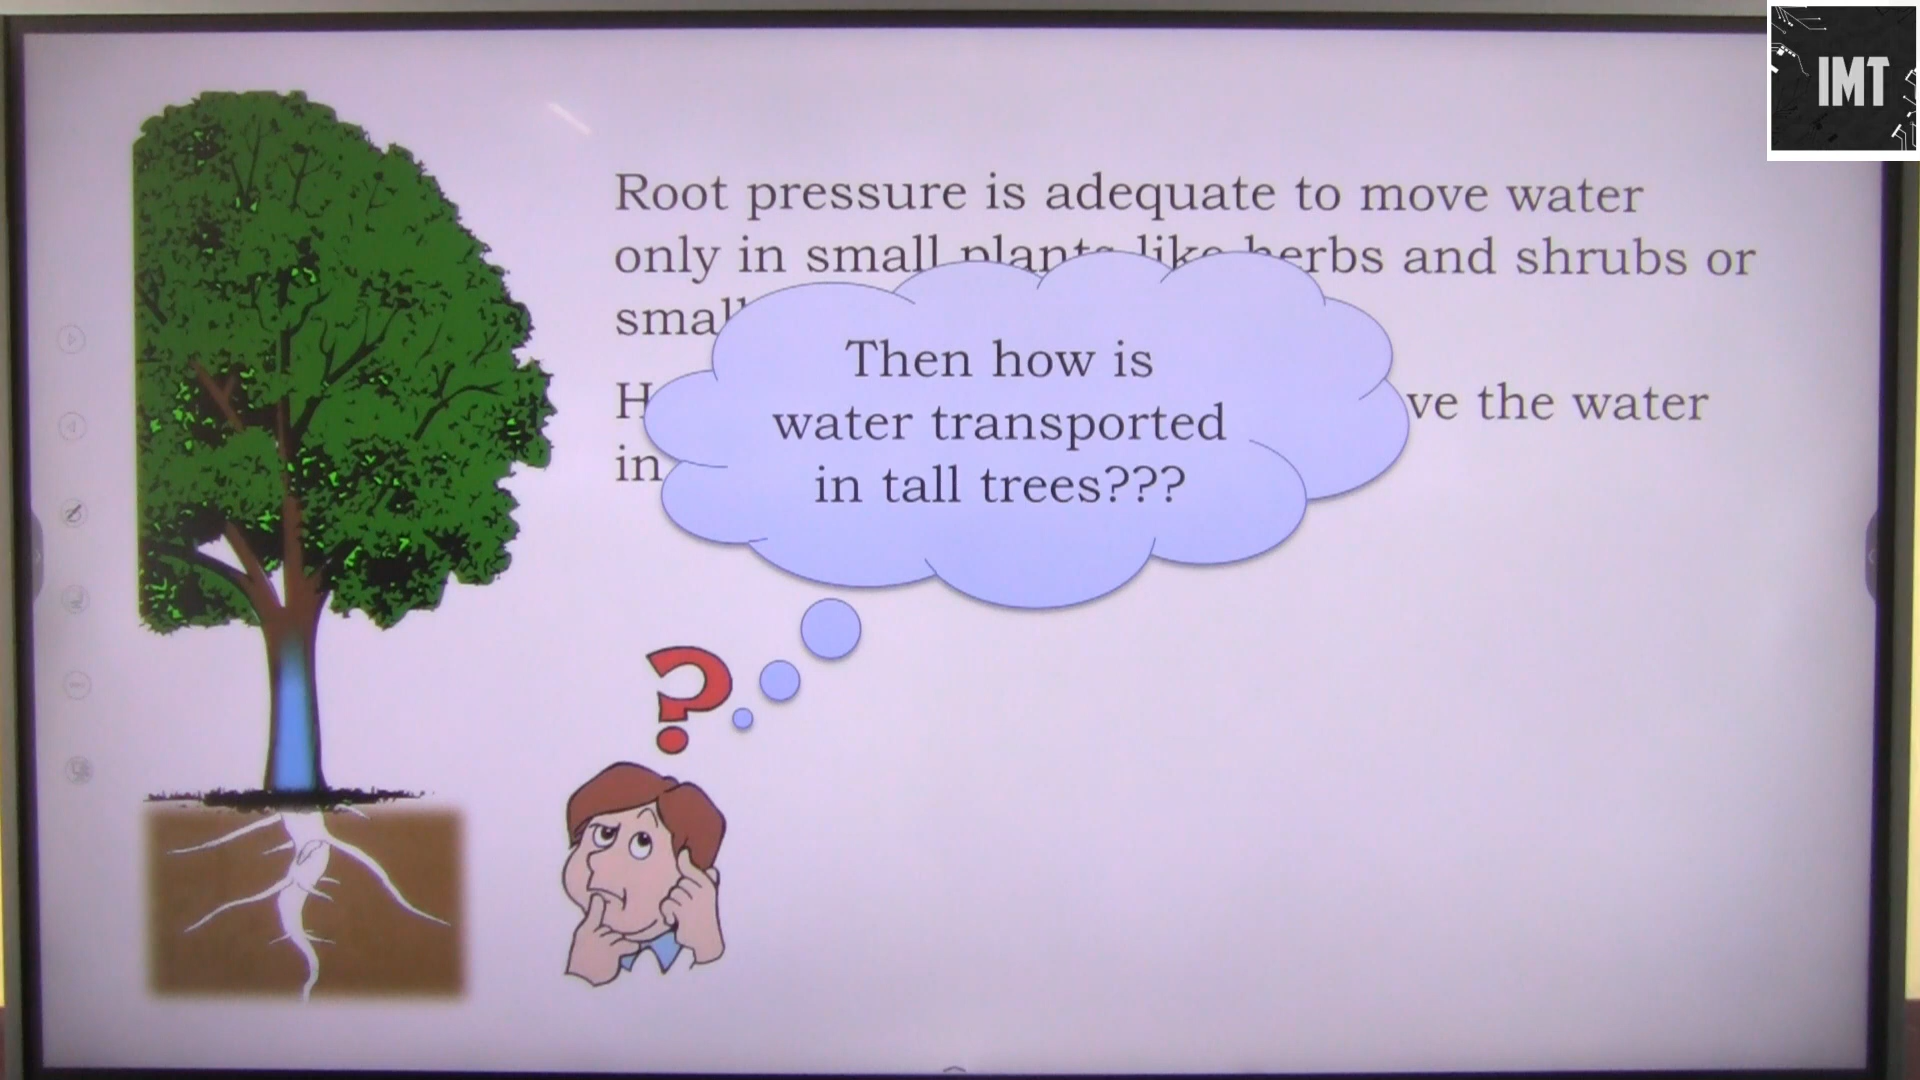 IMT
Root pressure is adequate to move water
only in small plants like herbs and shrubs or
Then how is
water transported
in tall trees???
ve the water
in
?